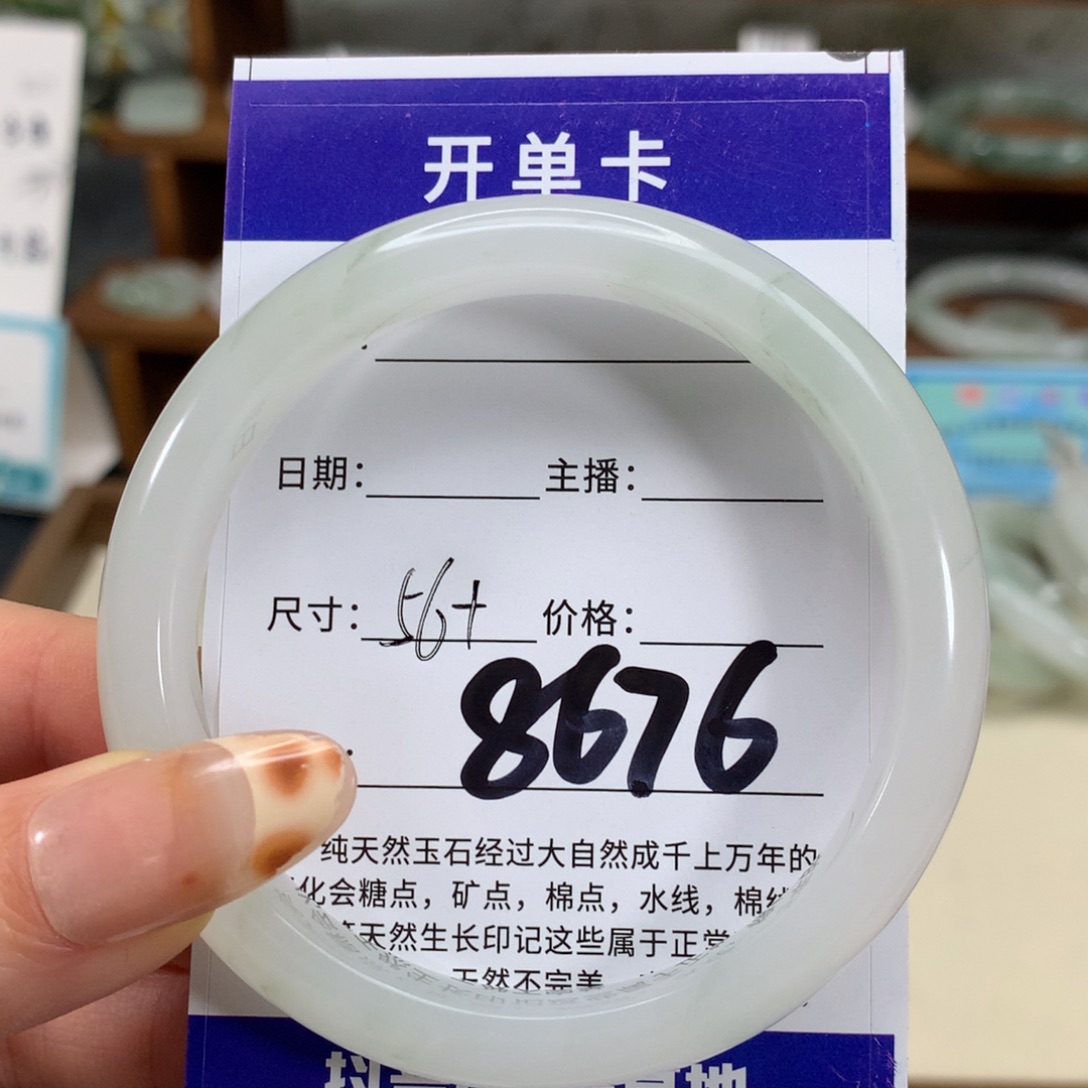 开单卡
日期： 主播：
尺寸：56+ 价格：
8676
纯天然玉石经过大自然成千上万年的
化会糖点，矿点，棉点，水线，棉
天然生长印记这些属于正常
天然不完美